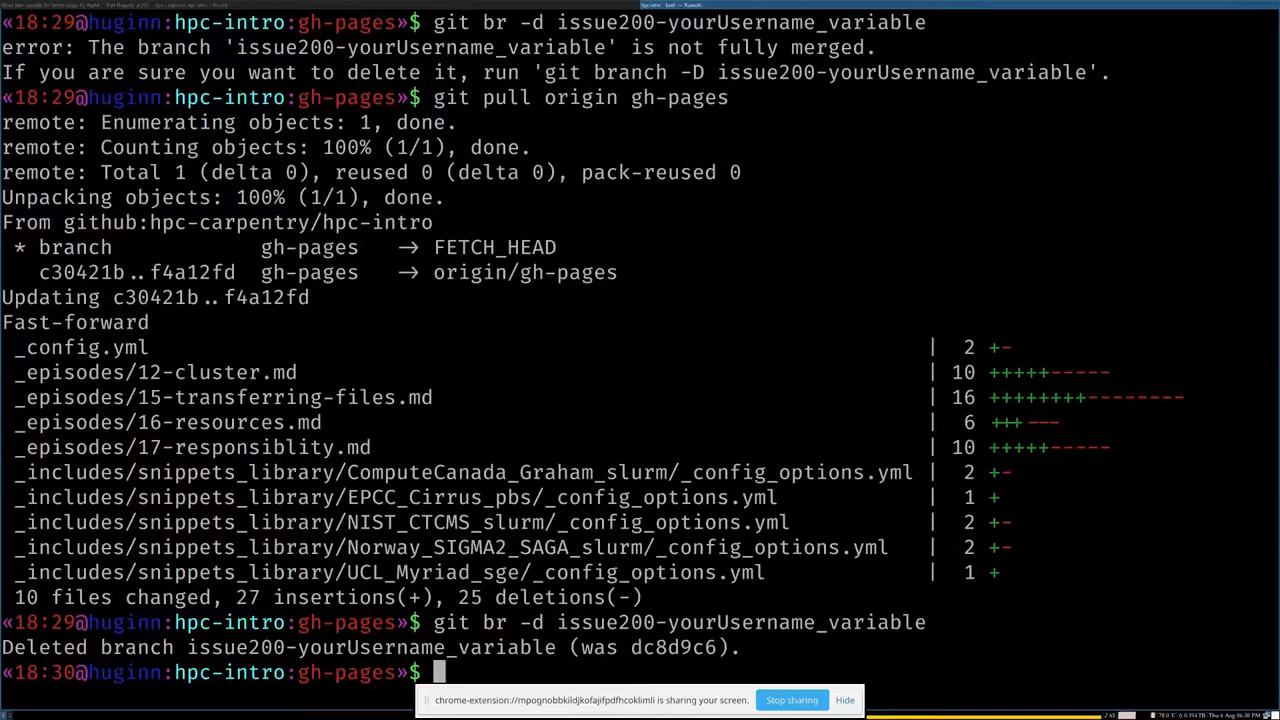 «18:29@huginn:hpc-intro:gh-pages»$ git br -d issue200-yourUsername_variable
error: The branch 'issue200-yourUsername_variable' is not fully merged.
If you are sure you want to delete it, run 'git branch -D issue200-yourUsername_variable'.
«18:29@huginn:hpc-intro:gh-pages»$ git pull origin gh-pages
remote: Enumerating objects: 1, done.
remote: Counting objects: 100% (1/1), done.
remote: Total 1 (delta 0), reused 0 (delta 0), pack-reused 0
Unpacking objects: 100% (1/1), done.
From github:hpc-carpentry/hpc-intro
* branch gh-pages -> FETCH_HEAD
c30421b..f4a12fd gh-pages -> origin/gh-pages
Updating c30421b..f4a12fd
Fast-forward
_config.yml | 2 +-
_episodes/12-cluster.md | 10 +++++-----
_episodes/15-transferring-files.md | 16 ++++++++--------
_episodes/16-resources.md | 6 +++---
_episodes/17-responsiblity.md | 10 +++++-----
_includes/snippets_library/ComputeCanada_Graham_slurm/_config_options.yml | 2 +-
_includes/snippets_library/EPCC_Cirrus_pbs/_config_options.yml | 1 +
_includes/snippets_library/NIST_CTCMS_slurm/_config_options.yml | 2 +-
_includes/snippets_library/Norway_SIGMA2_SAGA_slurm/_config_options.yml | 2 +-
_includes/snippets_library/UCL_Myriad_sge/_config_options.yml | 1 +
10 files changed, 27 insertions(+), 25 deletions(-)
«18:29@huginn:hpc-intro:gh-pages»$ git br -d issue200-yourUsername_variable
Deleted branch issue200-yourUsername_variable (was dc8d9c6).
«18:30@huginn:hpc-intro:gh-pages»$
chrome-extension://mpognobbkildjkofajifpdfhcoklimli is sharing your screen. Stop sharing Hide
Thu 6 Aug, 06:30 PM